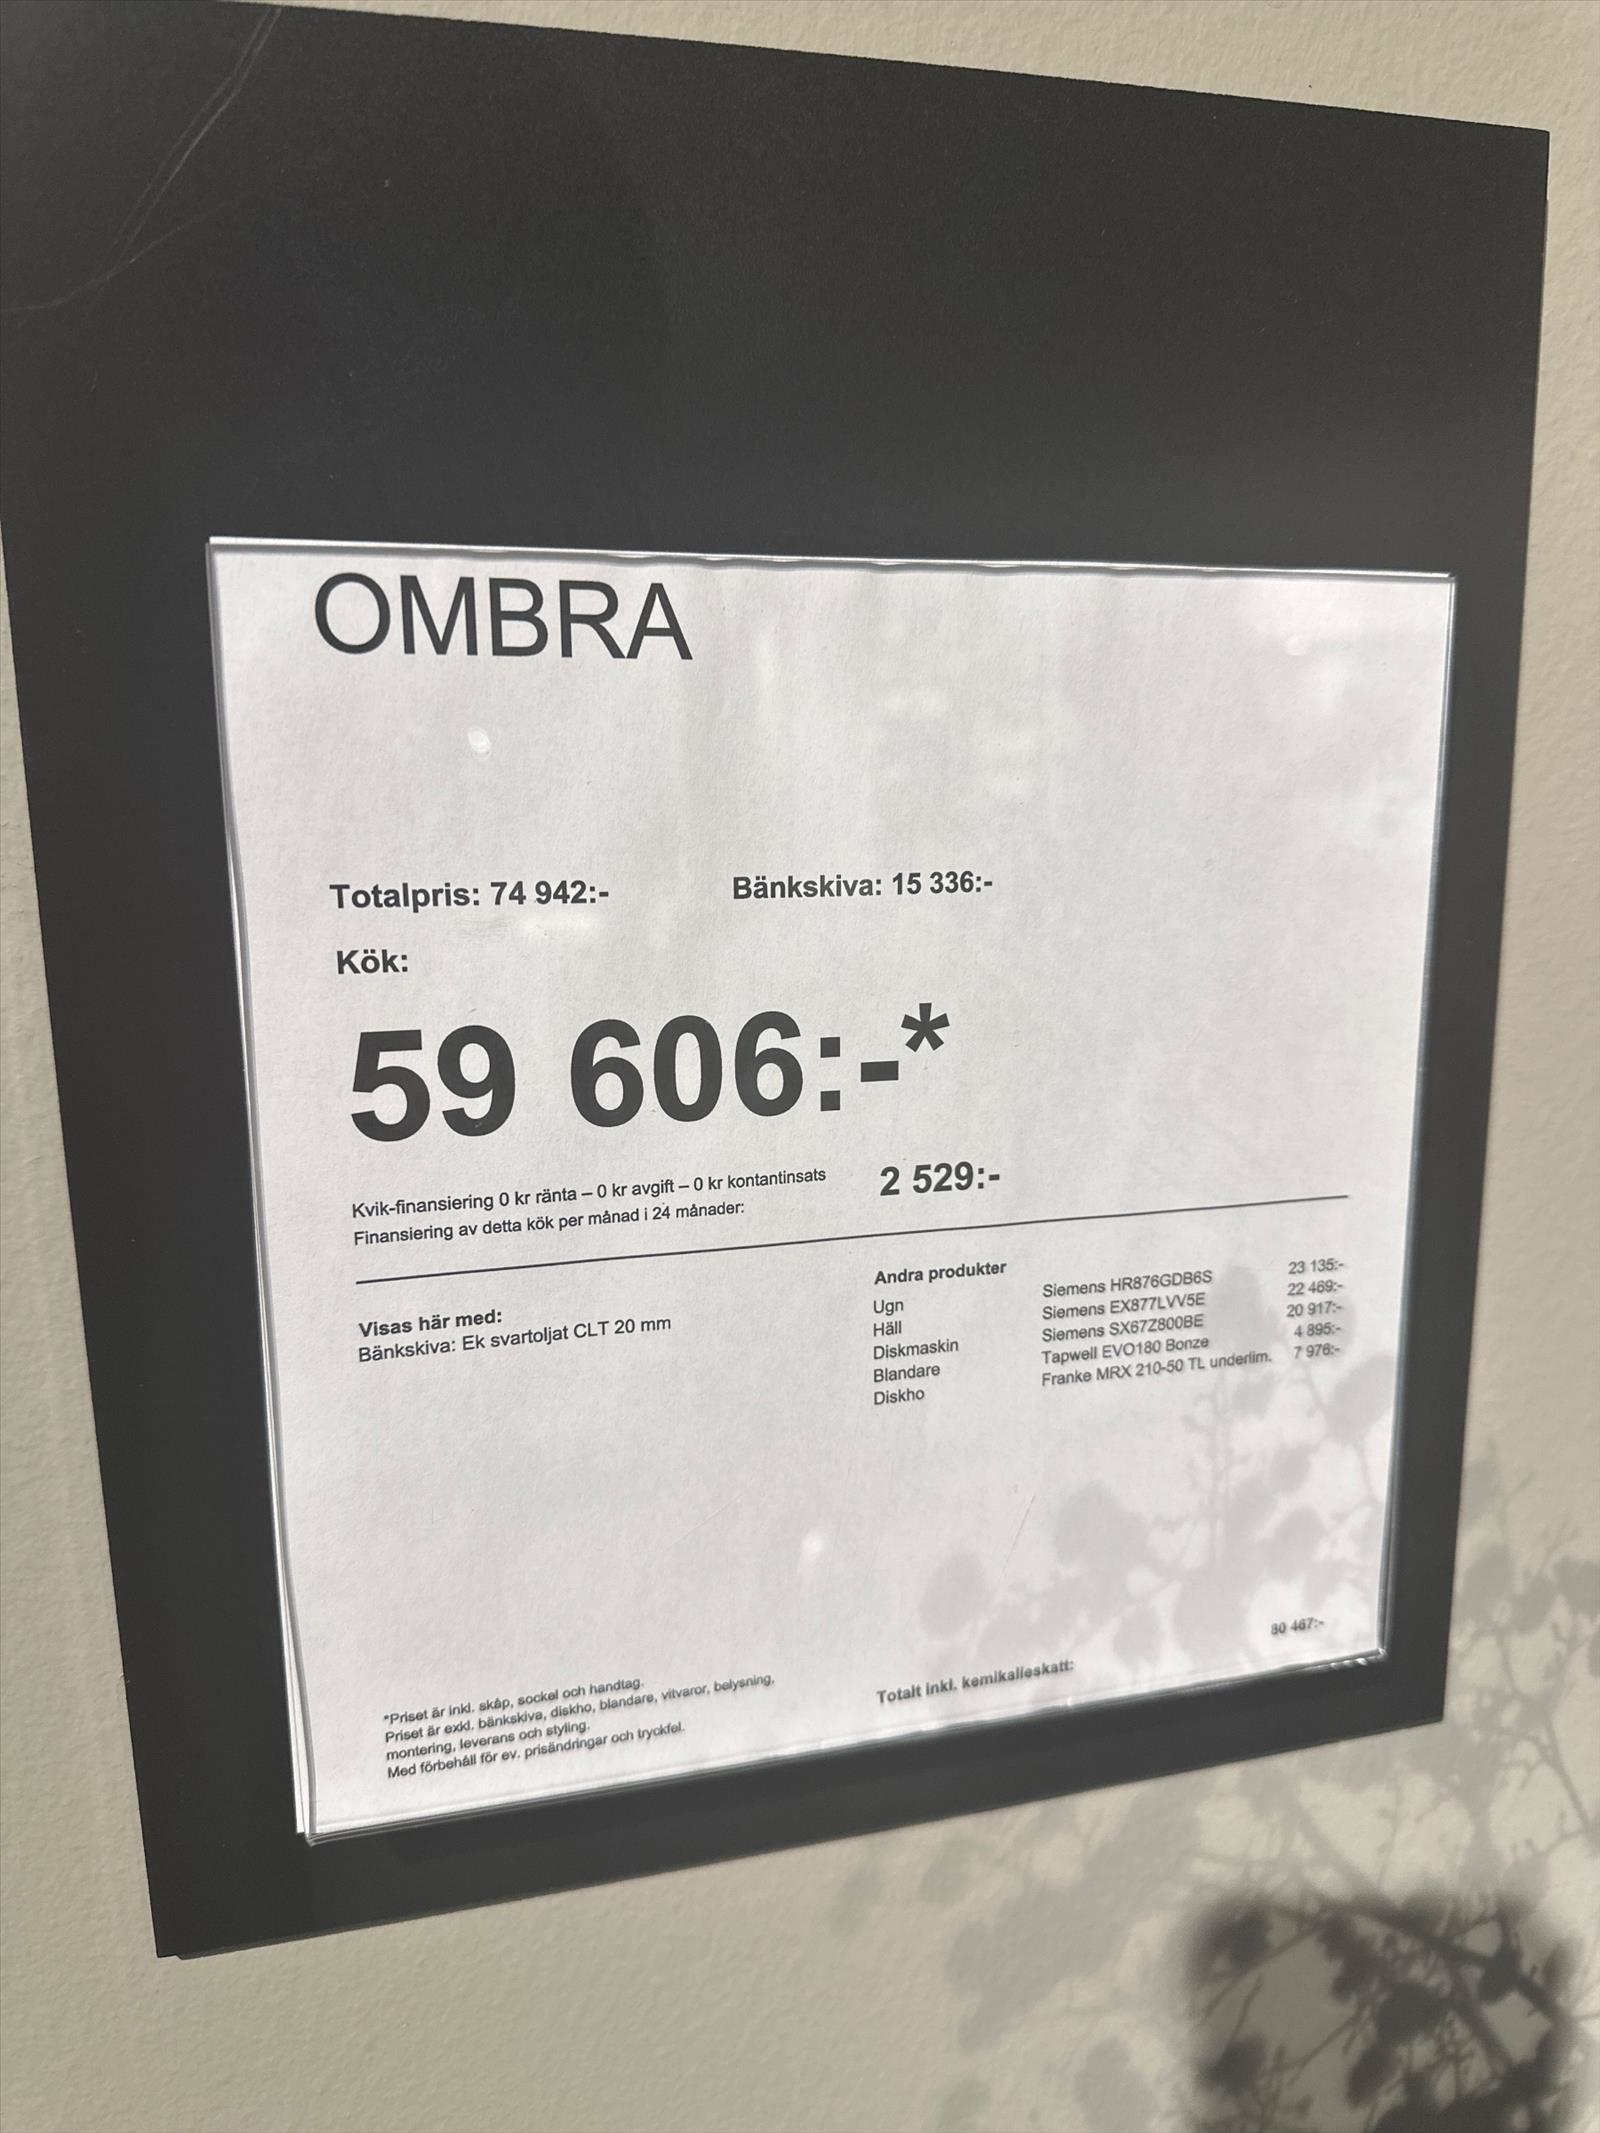 OMBRA
Totalpris: 74 942:-
Bänkskiva: 15 336:-
Kök:
59 606:-*
Kvik-finansiering 0 kr ränta – 0 kr avgift – 0 kr kontantinsats
Finansiering av detta kök per månad i 24 månader:
2 529:-
Visas här med:
Bänkskiva: Ek svartoljat CLT 20 mm
Andra produkter
Ugn Siemens HR876GDB6S 23 135:-
Häll Siemens EX877LVV5E 22 469:-
Diskmaskin Siemens SX67Z800BE 20 917:-
Blandare Tapwell EVO180 Bonze 4 895:-
Diskho Franke MRX 210-50 TL underlim. 7 976:-
*Priset är inkl. skåp, sockel och handtag.
Priset är exkl. bänkskiva, diskho, blandare, vitvaror, belysning,
montering, leverans och styling.
Med förbehåll för ev. prisändringar och tryckfel.
Totalt inkl. kemikalieskatt: 80 467:-